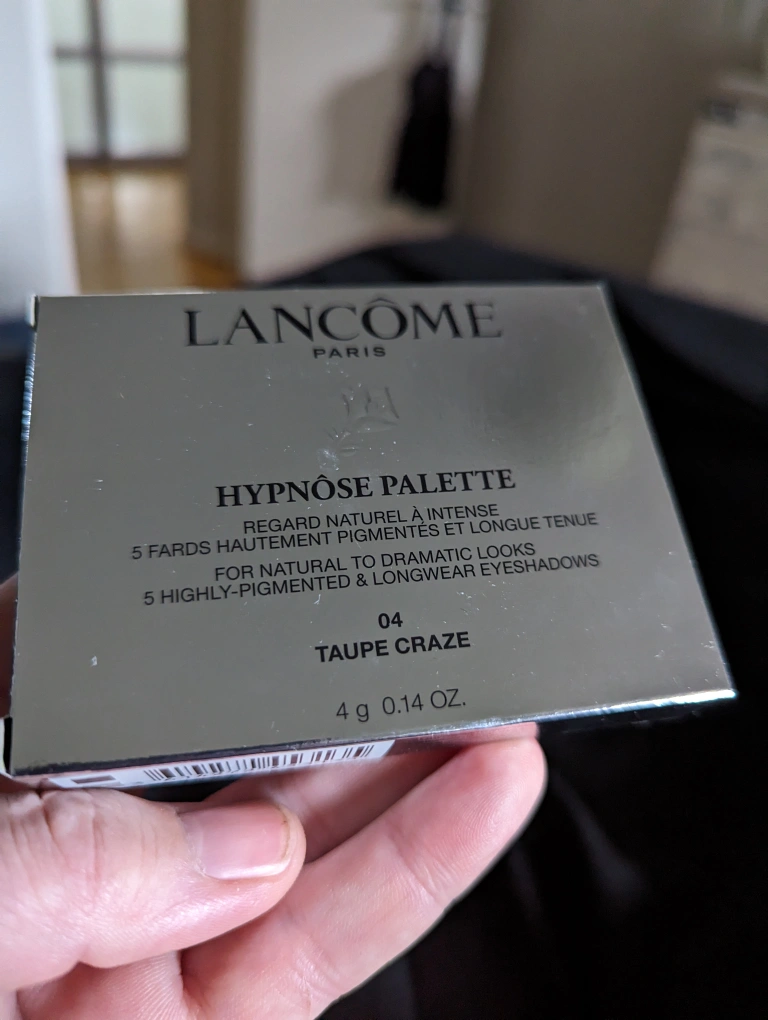 LANCÔME
PARIS
HYPNÔSE PALETTE
REGARD NATUREL À INTENSE
5 FARDS HAUTEMENT PIGMENTÉS ET LONGUE TENUE
FOR NATURAL TO DRAMATIC LOOKS
5 HIGHLY-PIGMENTED & LONGWEAR EYESHADOWS
04
TAUPE CRAZE
4 g 0.14 OZ.